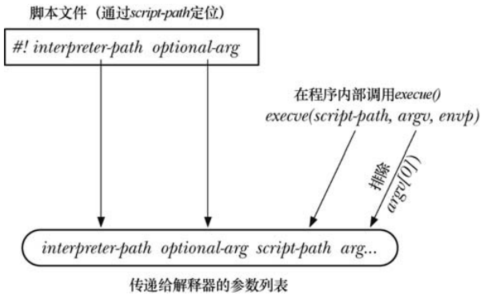 脚本文件（通过script-path定位）
#! interpreter-path optional-arg
在程序内部调用execue()
execve(script-path, argv, envp)
排除
argv[0]
interpreter-path optional-arg script-path arg...
传递给解释器的参数列表